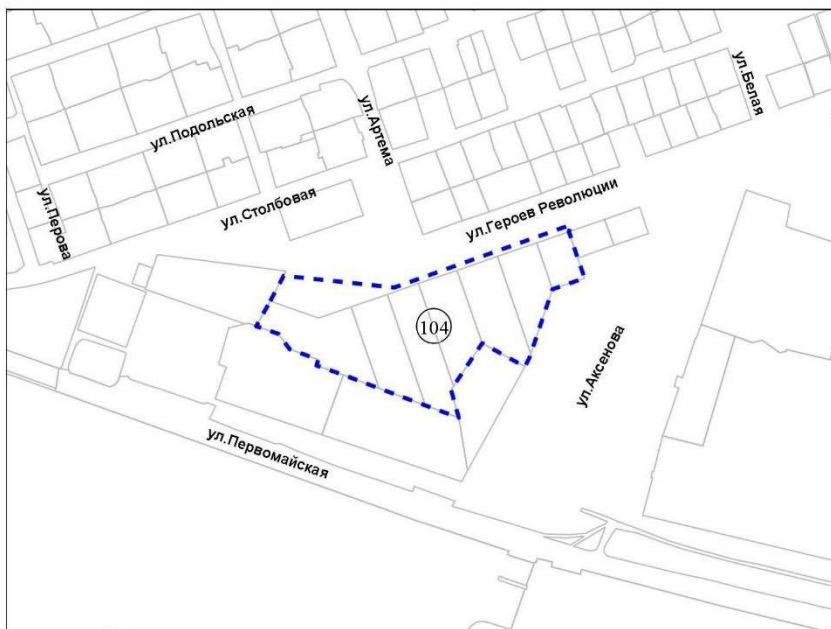 ул.Белая
ул.Подольская
ул.Артема
ул.Перова
ул.Столбовая
ул.Героев Революции
104
ул.Аксенова
ул.Первомайская